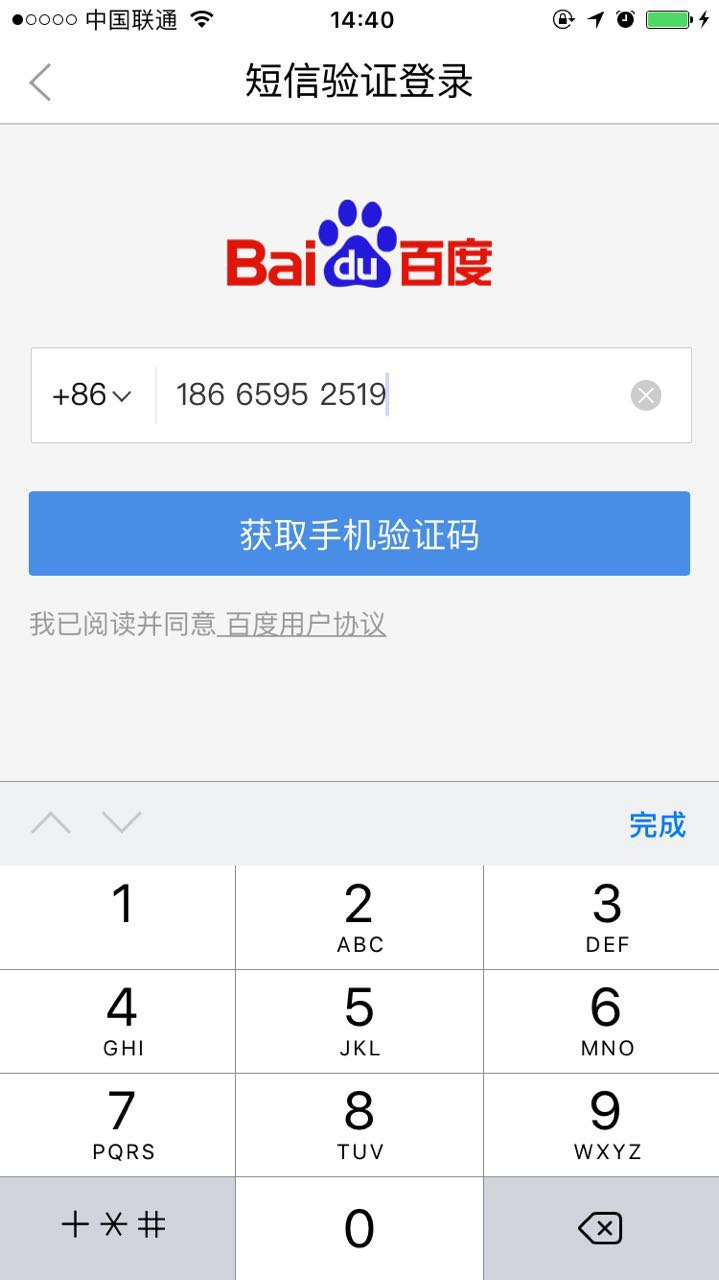 中国联通 14:40
短信验证登录
Bai du 百度
+86 186 6595 2519
获取手机验证码
我已阅读并同意 百度用户协议
完成
1 2 3
ABC DEF
4 5 6
GHI JKL MNO
7 8 9
PQRS TUV WXYZ
+*# 0